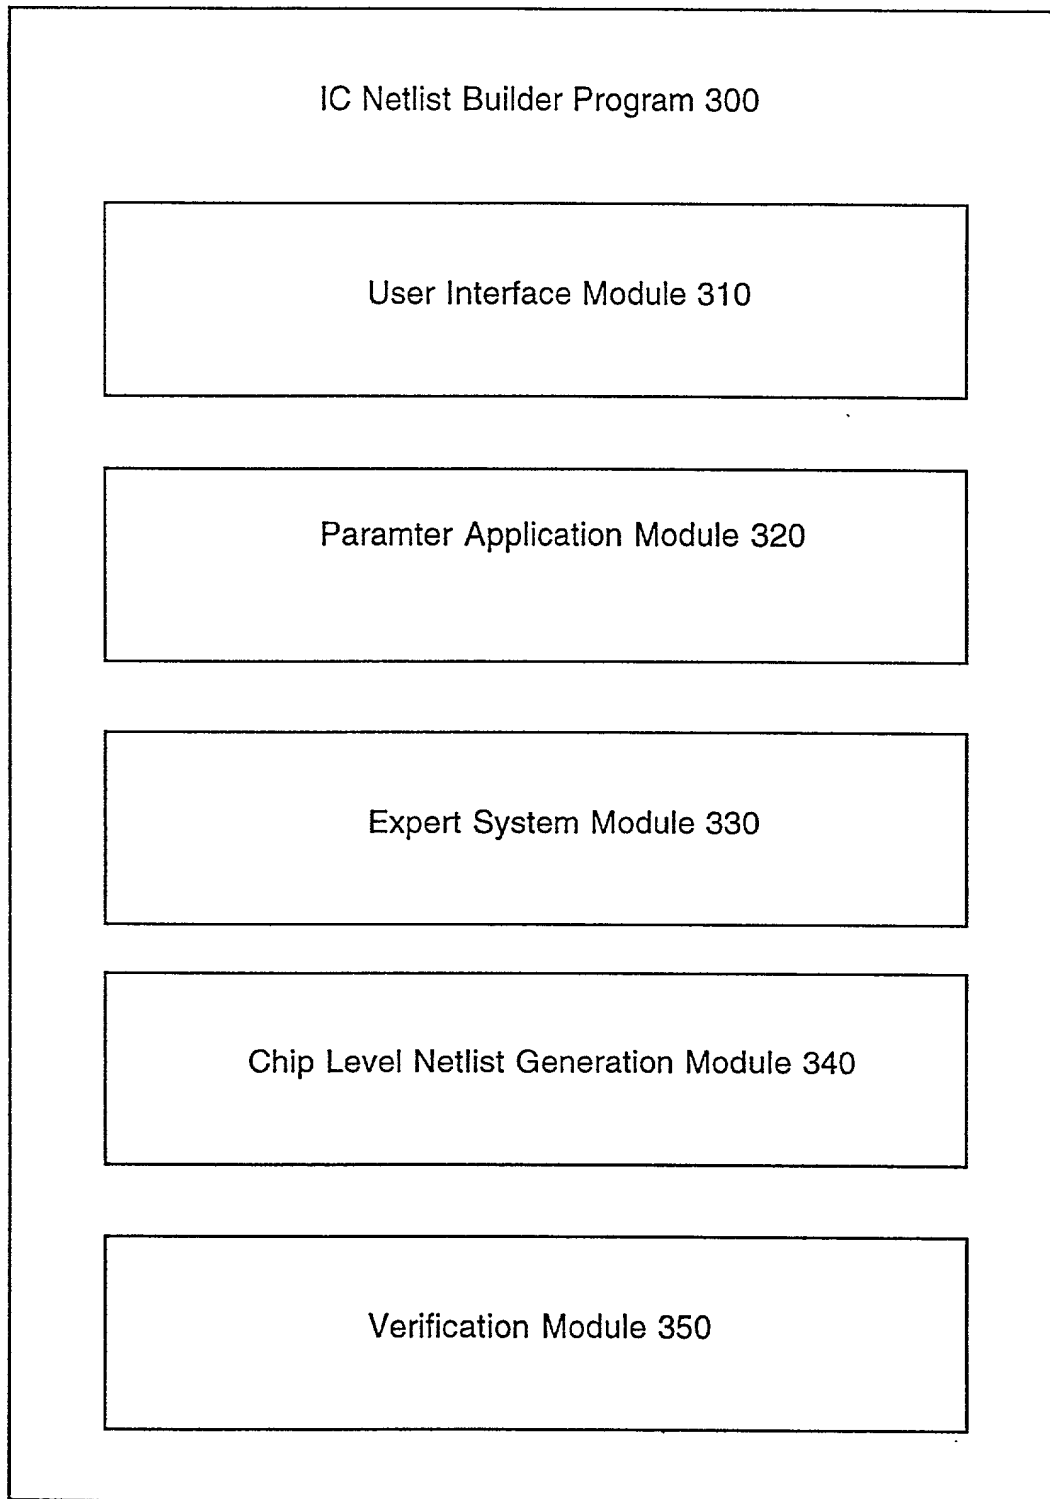 IC Netlist Builder Program 300
User Interface Module 310
Paramter Application Module 320
Expert System Module 330
Chip Level Netlist Generation Module 340
Verification Module 350